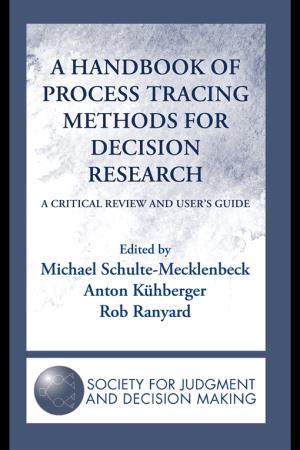 A HANDBOOK OF
PROCESS TRACING
METHODS FOR
DECISION
RESEARCH
A CRITICAL REVIEW AND USER'S GUIDE
Edited by
Michael Schulte-Mecklenbeck
Anton Kühberger
Rob Ranyard
SOCIETY FOR JUDGMENT
AND DECISION MAKING